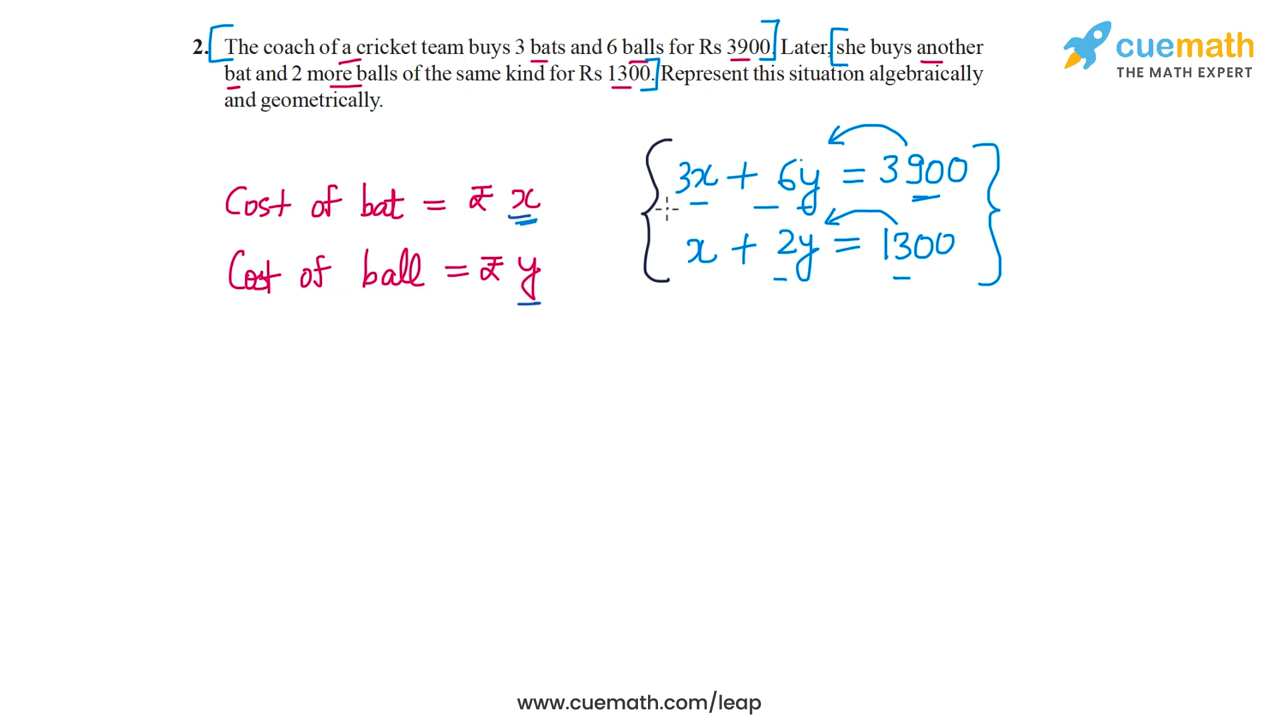 2. The coach of a cricket team buys 3 bats and 6 balls for Rs 3900. Later, she buys another
bat and 2 more balls of the same kind for Rs 1300. Represent this situation algebraically
and geometrically.
cuemath
THE MATH EXPERT
Cost of bat = ₹ x
Cost of ball = ₹ y
3x + 6y = 3900
x + 2y = 1300
www.cuemath.com/leap